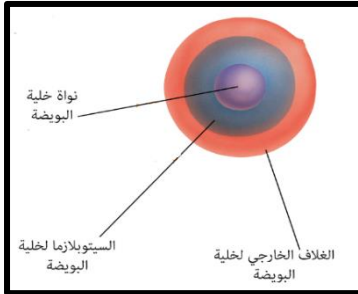 نواة خلية
البويضة
السيتوبلازما لخلية
البويضة
الغلاف الخارجي لخلية
البويضة